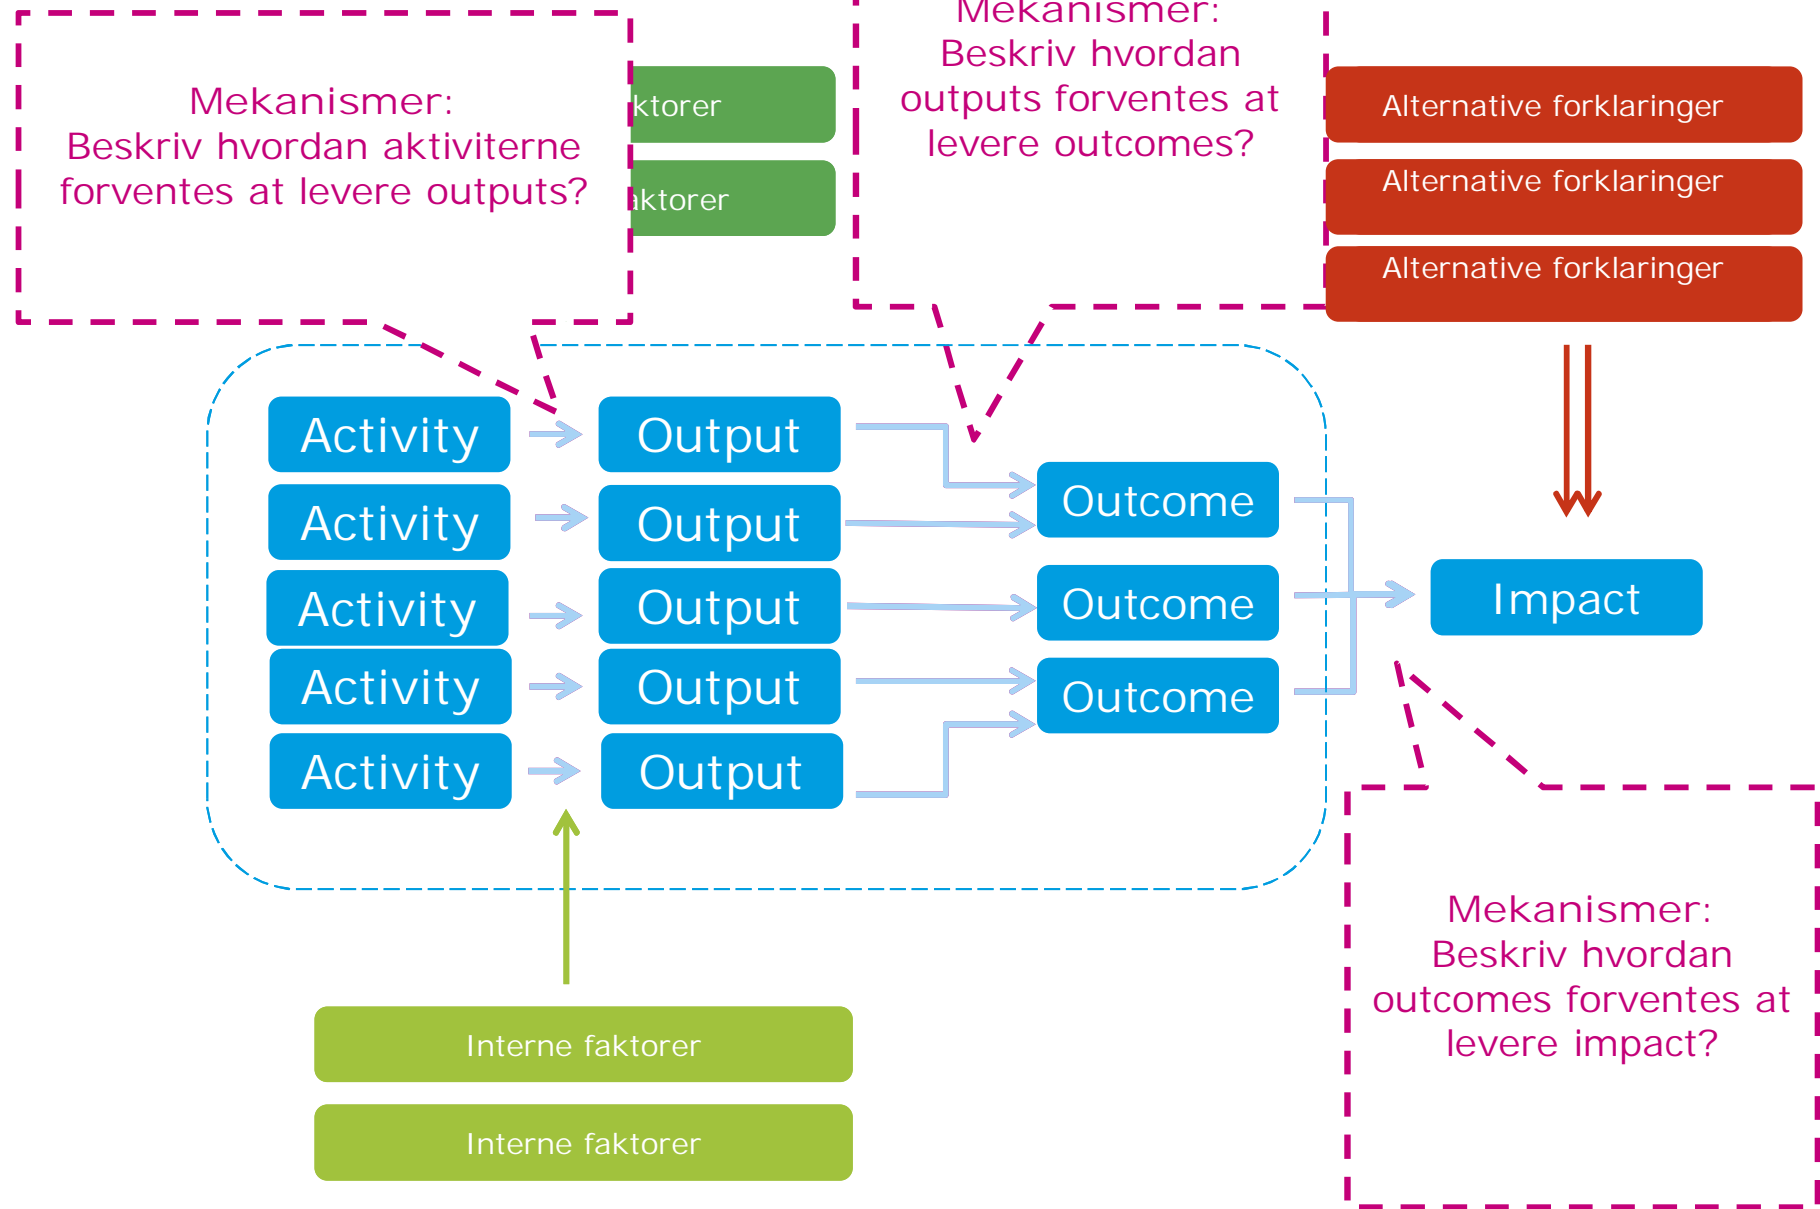 Mekanismer:
Beskriv hvordan aktiviterne
forventes at levere outputs?
ktorer
aktorer
Mekanismer:
Beskriv hvordan
outputs forventes at
levere outcomes?
Alternative forklaringer
Alternative forklaringer
Alternative forklaringer
Activity
Output
Activity
Output
Activity
Output
Activity
Output
Activity
Output
Outcome
Outcome
Outcome
Impact
Mekanismer:
Beskriv hvordan
outcomes forventes at
levere impact?
Interne faktorer
Interne faktorer